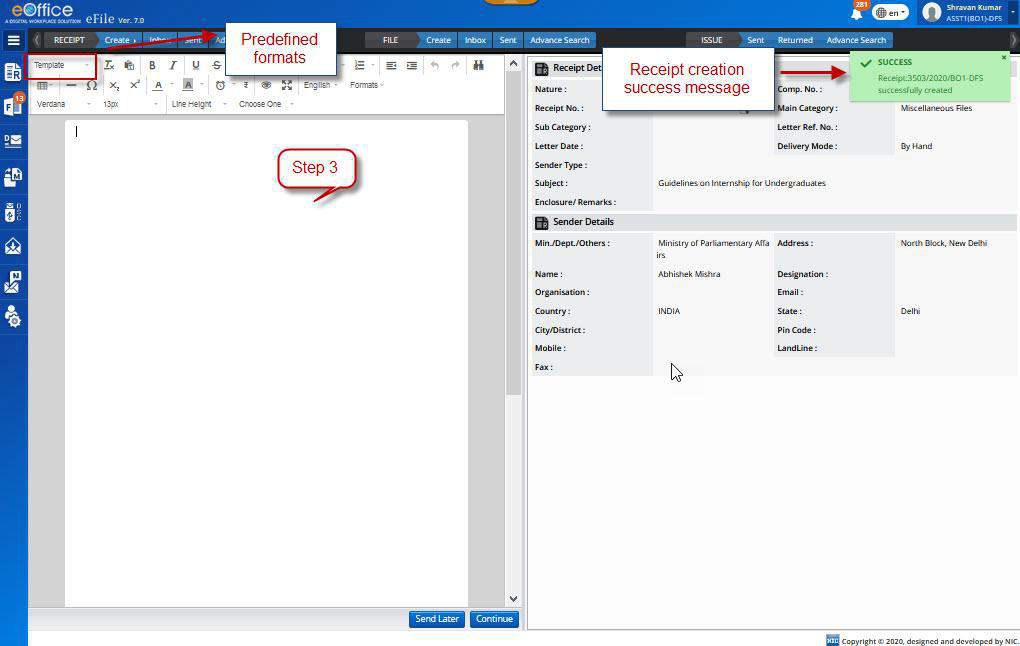 eOffice
A DIGITAL WORKPLACE SOLUTION
eFile Ver. 7.0
281
en
Shravan Kumar
ASST1(BO1)-DFS
RECEIPT Create Sent
FILE Create Inbox Sent Advance Search
ISSUE Sent Returned Advance Search
Predefined
formats
Receipt creation
success message
SUCCESS
Receipt:3503/2020/BO1-DFS
successfully created
Template
B I U S
English Formats
Verdana 13px Line Height Choose One
13
Step 3
Nature : Comp. No. :
Receipt No. : Main Category : Miscellaneous Files
Sub Category : Letter Ref. No. :
Letter Date : Delivery Mode : By Hand
Sender Type :
Subject : Guidelines on Internship for Undergraduates
Enclosure/ Remarks :
Sender Details
Min./Dept./Others : Ministry of Parliamentary Affa Address : North Block, New Delhi
irs
Name : Abhishek Mishra Designation :
Organisation : Email :
Country : INDIA State : Delhi
City/District : Pin Code :
Mobile : LandLine :
Fax :
Send Later Continue
NIC Copyright © 2020, designed and developed by NIC.